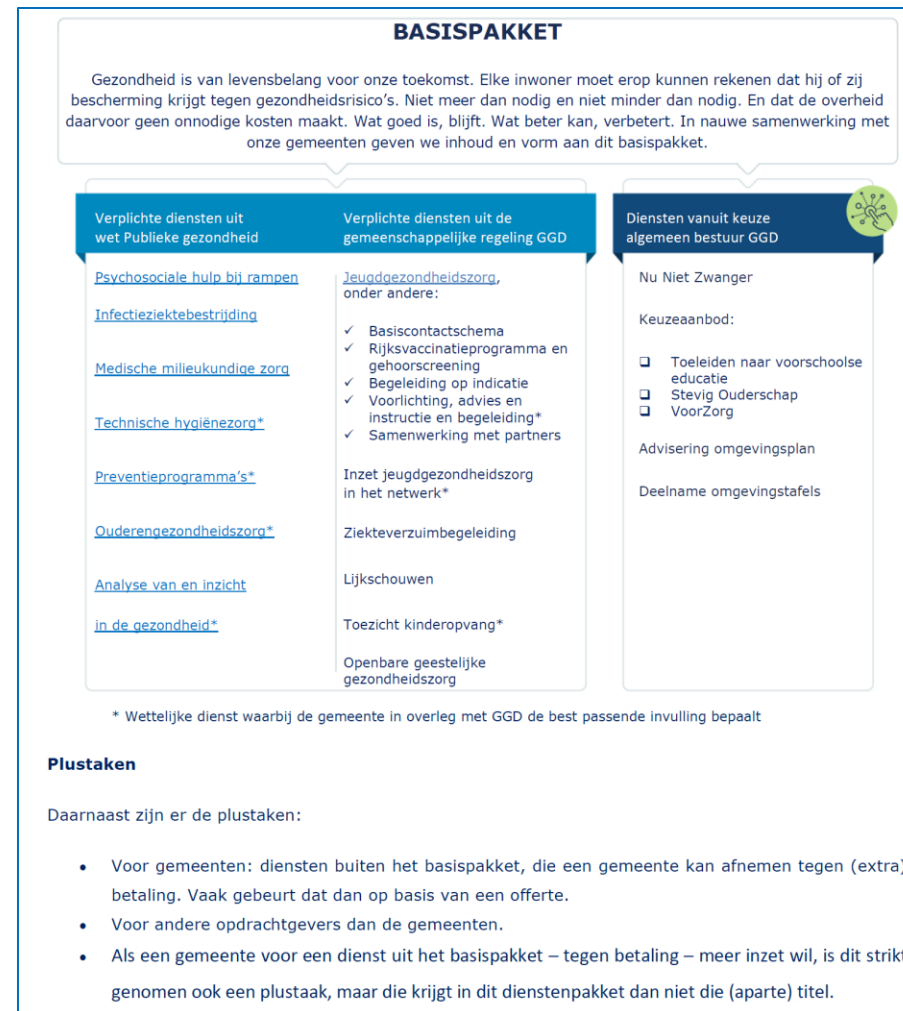 BASISPAKKET
Gezondheid is van levensbelang voor onze toekomst. Elke inwoner moet erop kunnen rekenen dat hij of zij
bescherming krijgt tegen gezondheidsrisico's. Niet meer dan nodig en niet minder dan nodig. En dat de overheid
daarvoor geen onnodige kosten maakt. Wat goed is, blijft. Wat beter kan, verbetert. In nauwe samenwerking met
onze gemeenten geven we inhoud en vorm aan dit basispakket.
Verplichte diensten uit
wet Publieke gezondheid
Psychosociale hulp bij rampen
Infectieziektebestrijding
Medische milieukundige zorg
Technische hygiënezorg*
Preventieprogramma's*
Ouderengezondheidszorg*
Analyse van en inzicht
in de gezondheid*
Verplichte diensten uit de
gemeenschappelijke regeling GGD
Jeugdgezondheidszorg,
onder andere:
✓ Basiscontactschema
✓ Rijksvaccinatieprogramma en
gehoorscreening
✓ Begeleiding op indicatie
✓ Voorlichting, advies en
instructie en begeleiding*
✓ Samenwerking met partners
Inzet jeugdgezondheidszorg
in het netwerk*
Ziekteverzuimbegeleiding
Lijkschouwen
Toezicht kinderopvang*
Openbare geestelijke
gezondheidszorg
Diensten vanuit keuze
algemeen bestuur GGD
Nu Niet Zwanger
Keuzeaanbod:
❑ Toeleiden naar voorschoolse
educatie
❑ Stevig Ouderschap
❑ VoorZorg
Advisering omgevingsplan
Deelname omgevingstafels
* Wettelijke dienst waarbij de gemeente in overleg met GGD de best passende invulling bepaalt
Plustaken
Daarnaast zijn er de plustaken:
• Voor gemeenten: diensten buiten het basispakket, die een gemeente kan afnemen tegen (extra)
betaling. Vaak gebeurt dat dan op basis van een offerte.
• Voor andere opdrachtgevers dan de gemeenten.
• Als een gemeente voor een dienst uit het basispakket – tegen betaling – meer inzet wil, is dit strikt
genomen ook een plustaak, maar die krijgt in dit dienstenpakket dan niet die (aparte) titel.